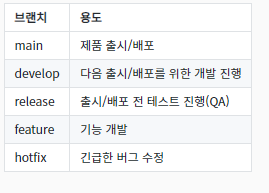 브랜치 용도
main 제품 출시/배포
develop 다음 출시/배포를 위한 개발 진행
release 출시/배포 전 테스트 진행(QA)
feature 기능 개발
hotfix 긴급한 버그 수정